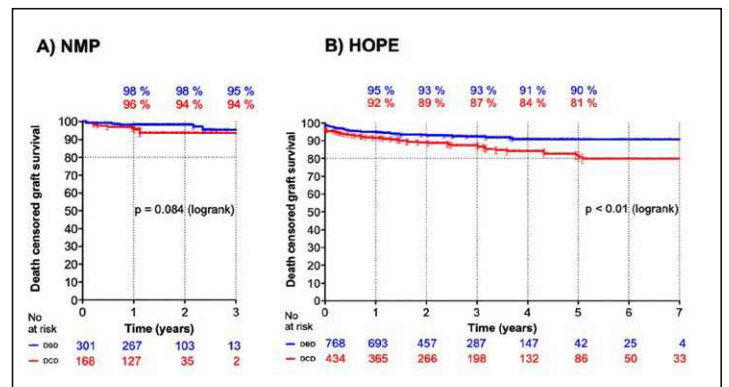 A) NMP
98 % 98 % 95 %
96 % 94 % 94 %
Death censored graft survival
100
90
80
70
60
50
40
30
20
10
0
p = 0.084 (logrank)
0 1 2 3
Time (years)
No
at risk
DBD 301 267 103 13
DCD 168 127 35 2
B) HOPE
95 % 93 % 93 % 91 % 90 %
92 % 89 % 87 % 84 % 81 %
Death censored graft survival
100
90
80
70
60
50
40
30
20
10
0
p < 0.01 (logrank)
0 1 2 3 4 5 6 7
Time (years)
No
at risk
DBD 768 693 457 287 147 42 25 4
DCD 434 365 266 198 132 86 50 33